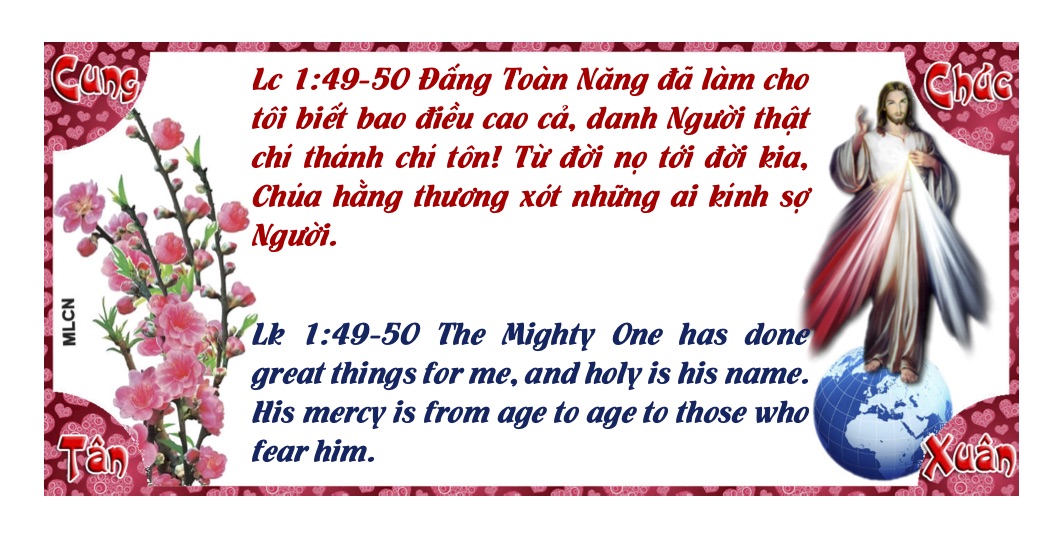 Cung
Chúc
Lc 1:49-50 Đấng Toàn Năng đã làm cho
tôi biết bao điều cao cả, danh Người thật
chí thánh chí tôn! Từ đời nọ tới đời kia,
Chúa hằng thương xót những ai kính sợ
Người.
MLCN
Lk 1:49-50 The Mighty One has done
great things for me, and holy is his name.
His mercy is from age to age to those who
fear him.
Tân
Xuân